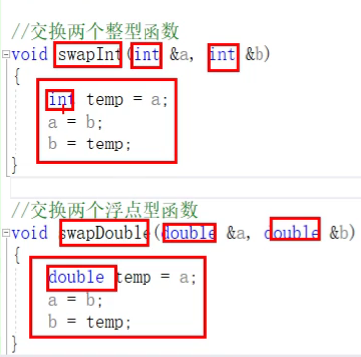 //交换两个整型函数
void swapInt(int &a, int &b)
{
int temp = a;
a = b;
b = temp;
}
//交换两个浮点型函数
void swapDouble(double &a, double &b)
{
double temp = a;
a = b;
b = temp;
}